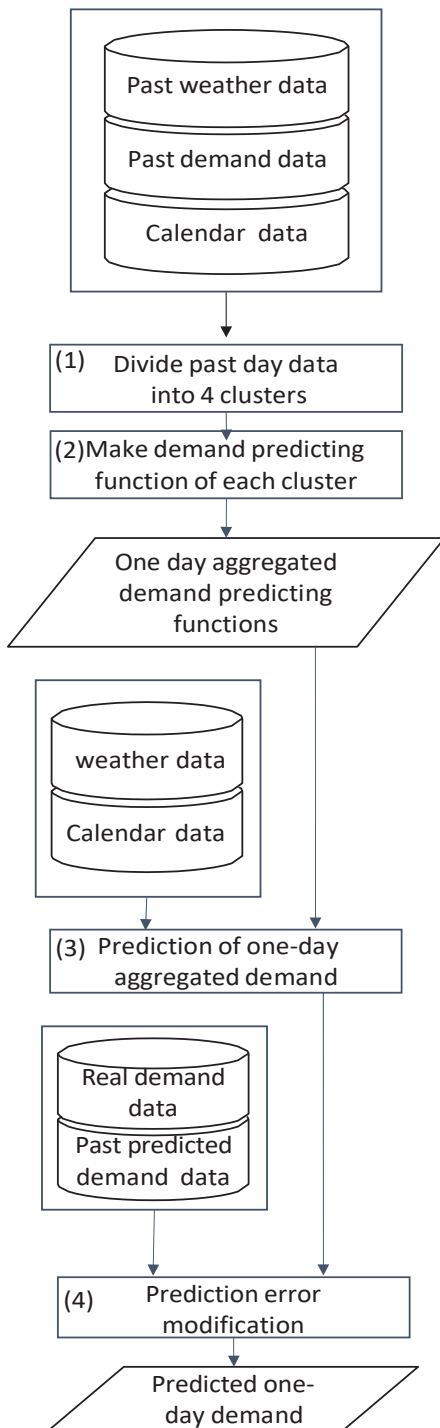 Past weather data
Past demand data
Calendar data
(1) Divide past day data
into 4 clusters
(2) Make demand predicting
function of each cluster
One day aggregated
demand predicting
functions
weather data
Calendar data
(3) Prediction of one-day
aggregated demand
Real demand
data
Past predicted
demand data
(4) Prediction error
modification
Predicted one-
day demand